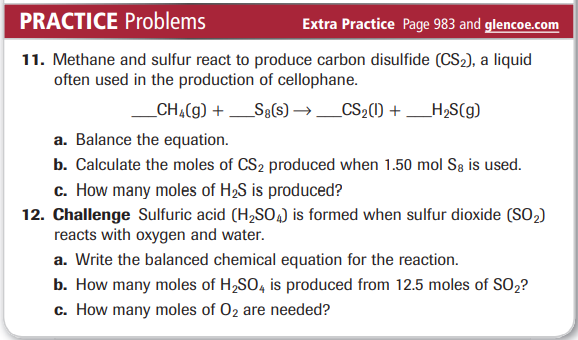 PRACTICE Problems
Extra Practice Page 983 and glencoe.com
11. Methane and sulfur react to produce carbon disulfide (CS₂), a liquid
often used in the production of cellophane.
___CH₄(g) + ___S₈(s) → ___CS₂(l) + ___H₂S(g)
a. Balance the equation.
b. Calculate the moles of CS₂ produced when 1.50 mol S₈ is used.
c. How many moles of H₂S is produced?
12. Challenge Sulfuric acid (H₂SO₄) is formed when sulfur dioxide (SO₂)
reacts with oxygen and water.
a. Write the balanced chemical equation for the reaction.
b. How many moles of H₂SO₄ is produced from 12.5 moles of SO₂?
c. How many moles of O₂ are needed?